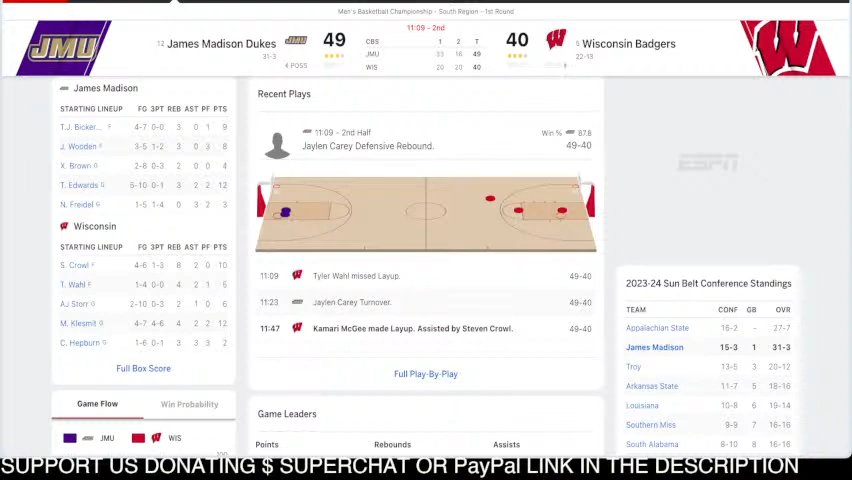 Men's Basketball Championship - South Region - 1st Round
JMU
12 James Madison Dukes
31-3
JMU
49
POSS
11:09 - 2nd
CBS 1 2 T
JMU 33 16 49
WIS 20 20 40
40
W
5 Wisconsin Badgers
22-13
W
James Madison
STARTING LINEUP FG 3PT REB AST PF PTS
T.J. Bicker... F 4-7 0-0 3 0 1 9
J. Wooden F 3-5 1-2 3 0 3 8
X. Brown G 2-8 0-3 2 0 0 4
T. Edwards G 5-10 0-1 3 2 2 12
N. Freidel G 1-5 1-4 0 3 2 3
Wisconsin
STARTING LINEUP FG 3PT REB AST PF PTS
S. Crowl F 4-6 1-3 8 2 0 10
T. Wahl F 1-4 0-0 4 2 1 5
AJ Storr G 2-10 0-3 2 1 0 6
M. Klesmit G 4-7 4-6 4 2 2 12
C. Hepburn G 1-6 0-1 3 3 3 2
Full Box Score
Game Flow Win Probability
JMU WIS
100
Recent Plays
11:09 - 2nd Half
Jaylen Carey Defensive Rebound.
Win % 87.8
49-40
11:09 Tyler Wahl missed Layup. 49-40
11:23 Jaylen Carey Turnover. 49-40
11:47 Kamari McGee made Layup. Assisted by Steven Crowl. 49-40
Full Play-By-Play
Game Leaders
Points Rebounds Assists
ESPN
2023-24 Sun Belt Conference Standings
TEAM CONF GB OVR
Appalachian State 16-2 - 27-7
James Madison 15-3 1 31-3
Troy 13-5 3 20-12
Arkansas State 11-7 5 18-16
Louisiana 10-8 6 19-14
Southern Miss 9-9 7 16-16
South Alabama 8-10 8 16-16
SUPPORT US DONATING $ SUPERCHAT OR PayPal LINK IN THE DESCRIPTION